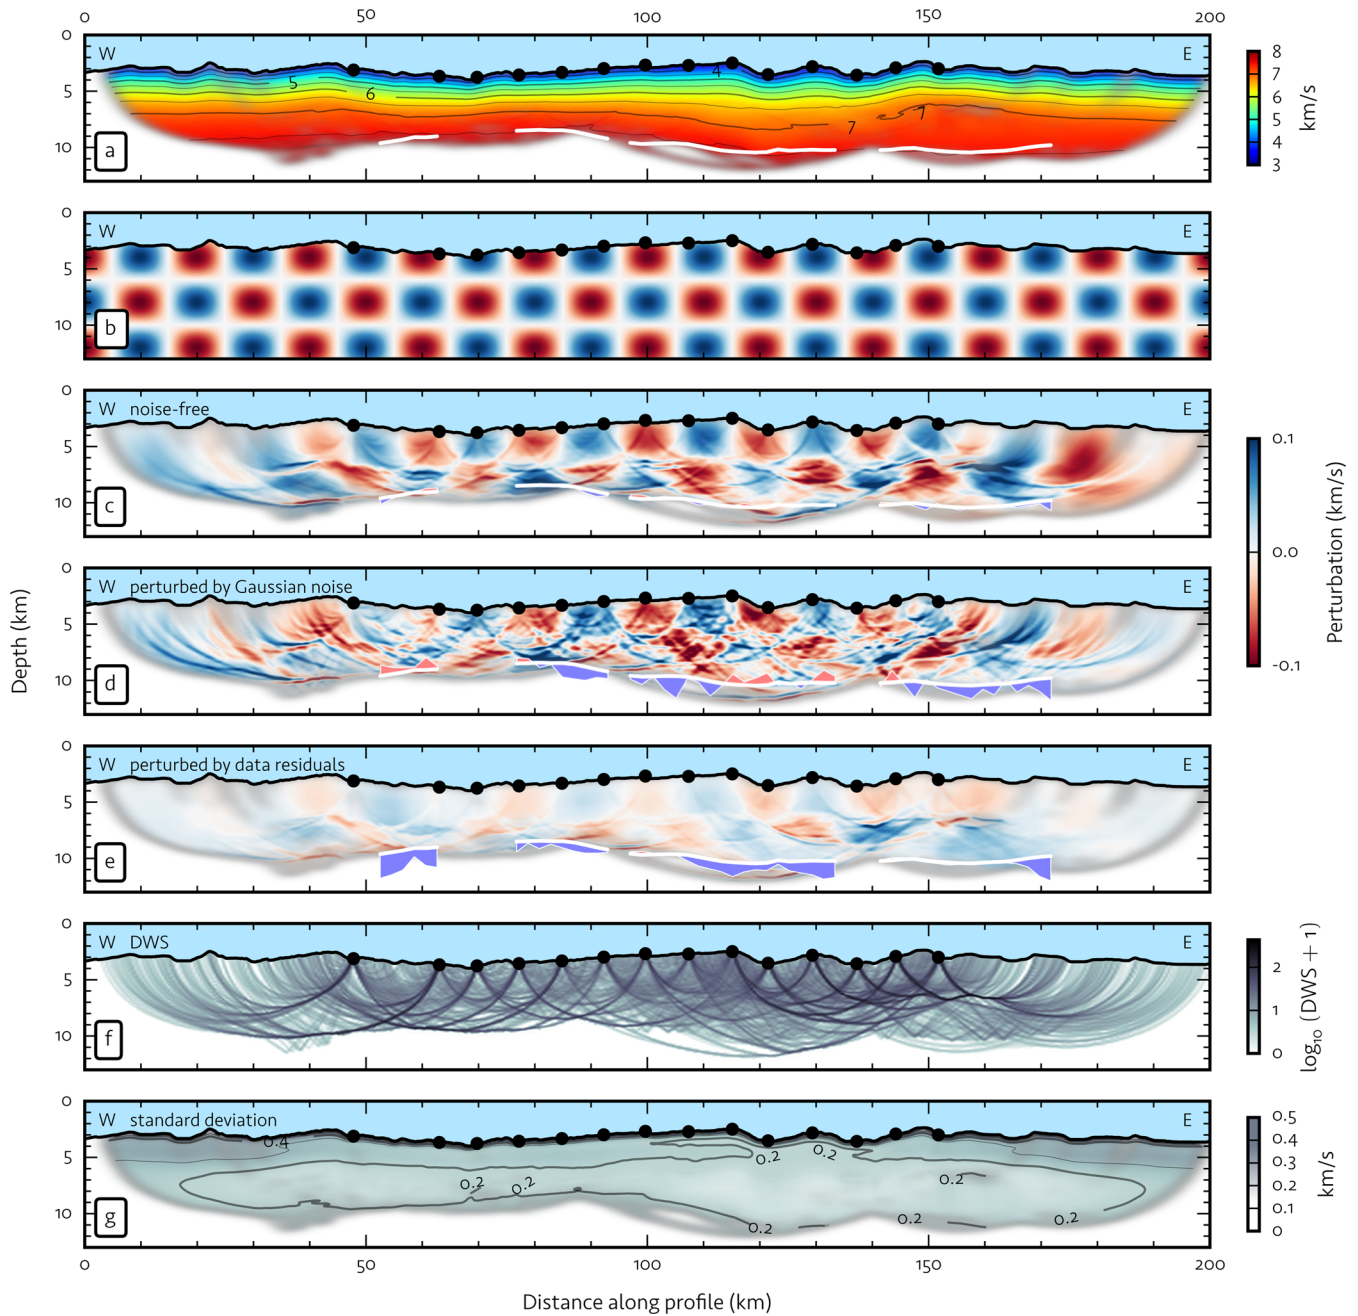 0 50 100 150 200
0 W E 8
5 5 6 4 7
7 7 6
10 5
a 4
3
km/s
0 W E
5
10
b
0 W noise-free E
5 0.1
10
c
0 W perturbed by Gaussian noise E 0.0
5
10
d -0.1
Perturbation (km/s)
Depth (km)
0 W perturbed by data residuals E
5
10
e
0 W DWS E
5 2
10 1
f 0
log10 (DWS + 1)
0 W standard deviation E 0.5
0.4 0.4
5 0.2 0.2 0.3
0.2 0.2 0.2 0.2
10 0.2 0.2 0.2 0.1
g 0
km/s
0 50 100 150 200
Distance along profile (km)